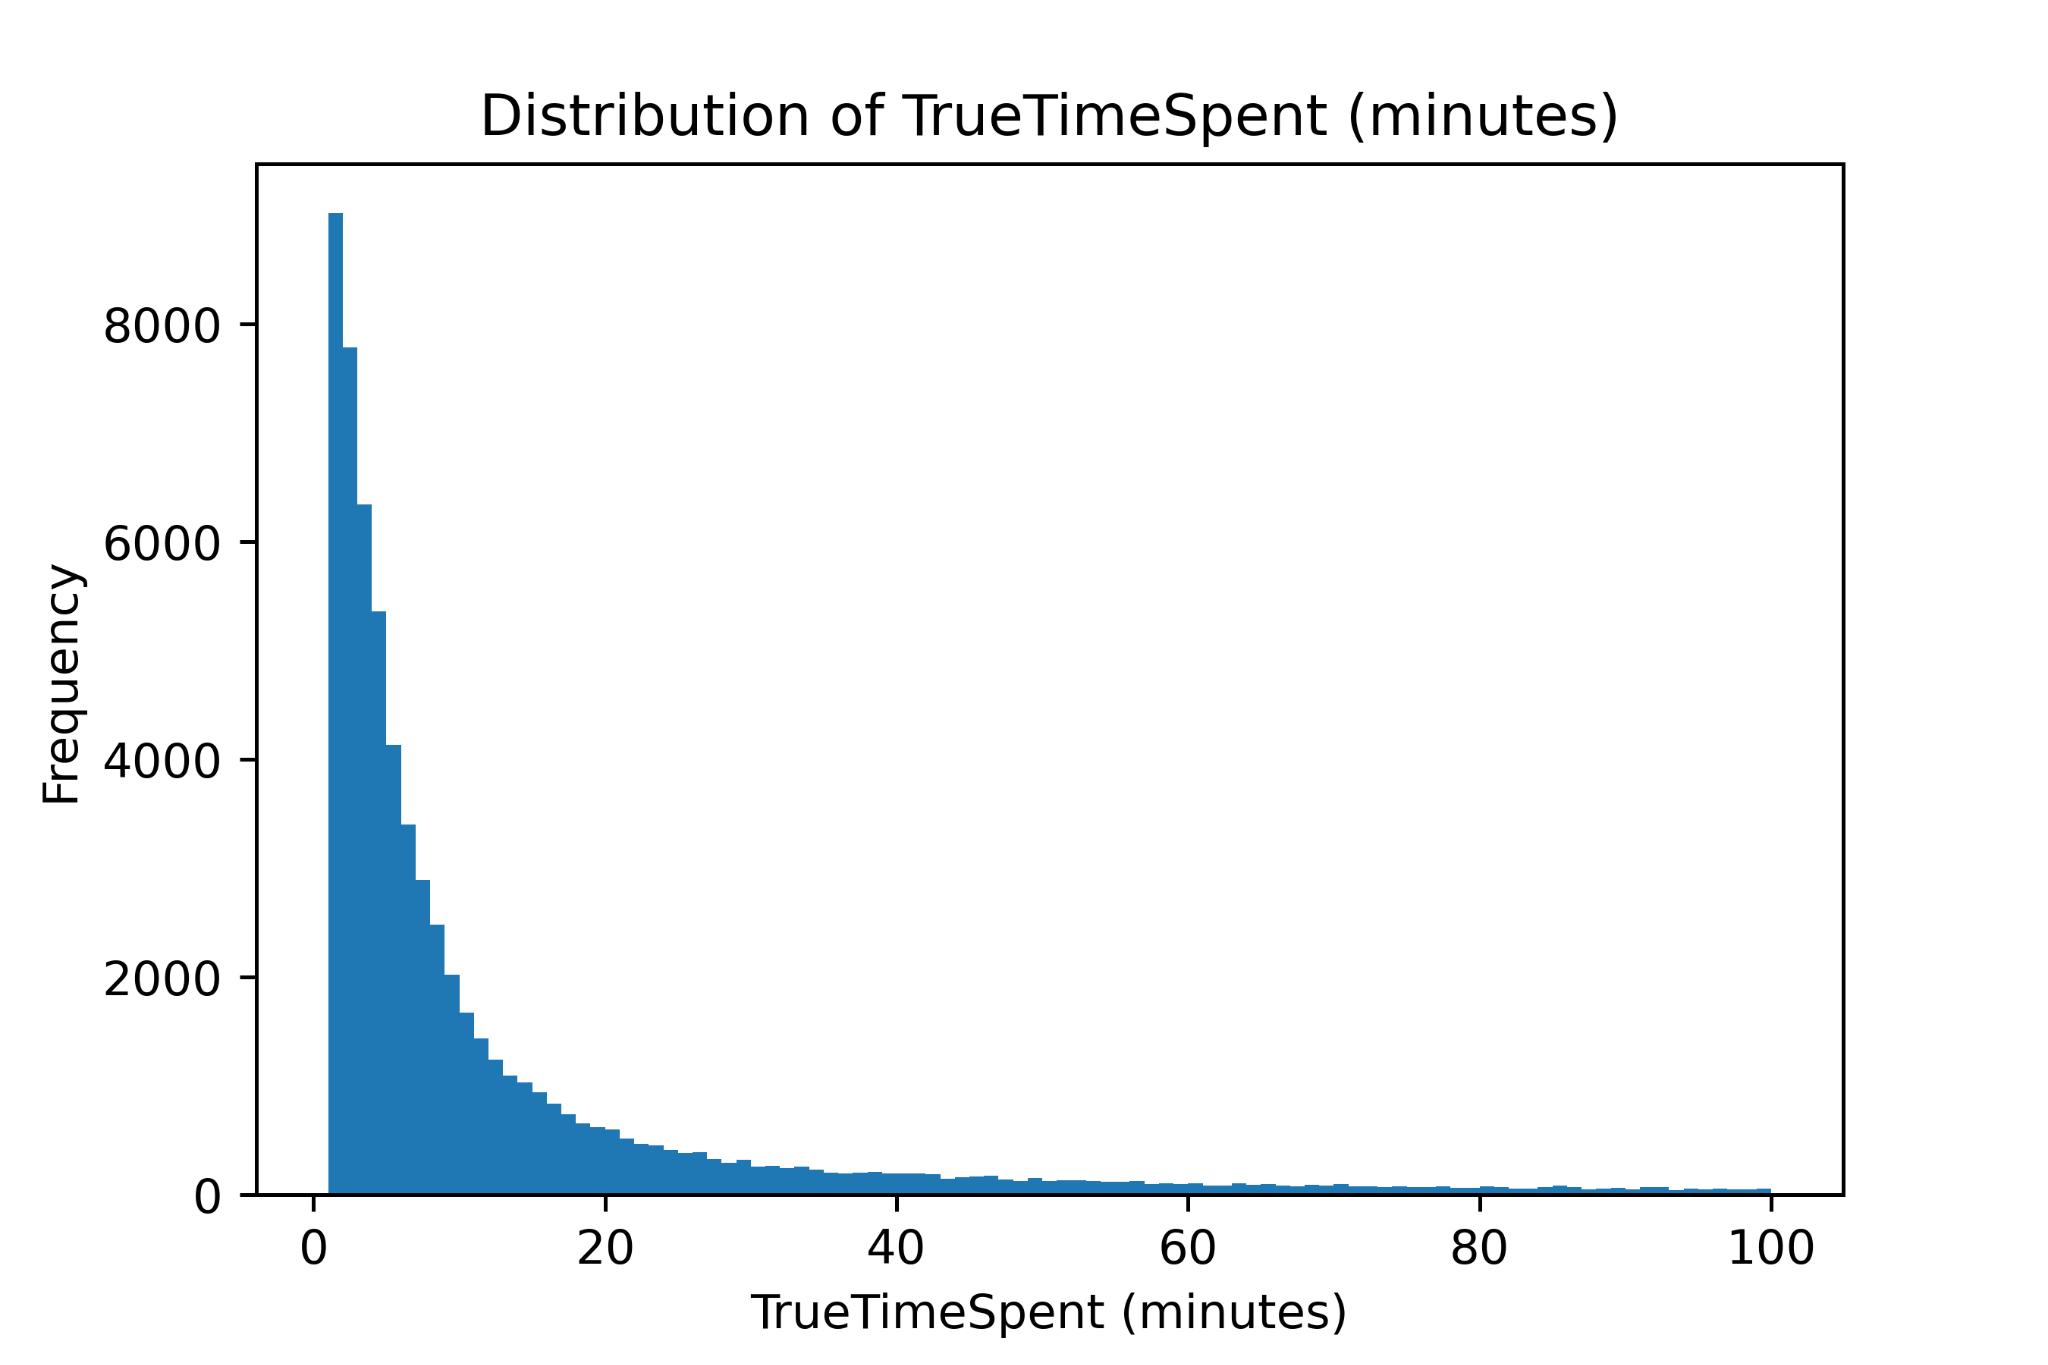 Distribution of TrueTimeSpent (minutes)
Frequency
8000
6000
4000
2000
0
0 20 40 60 80 100
TrueTimeSpent (minutes)